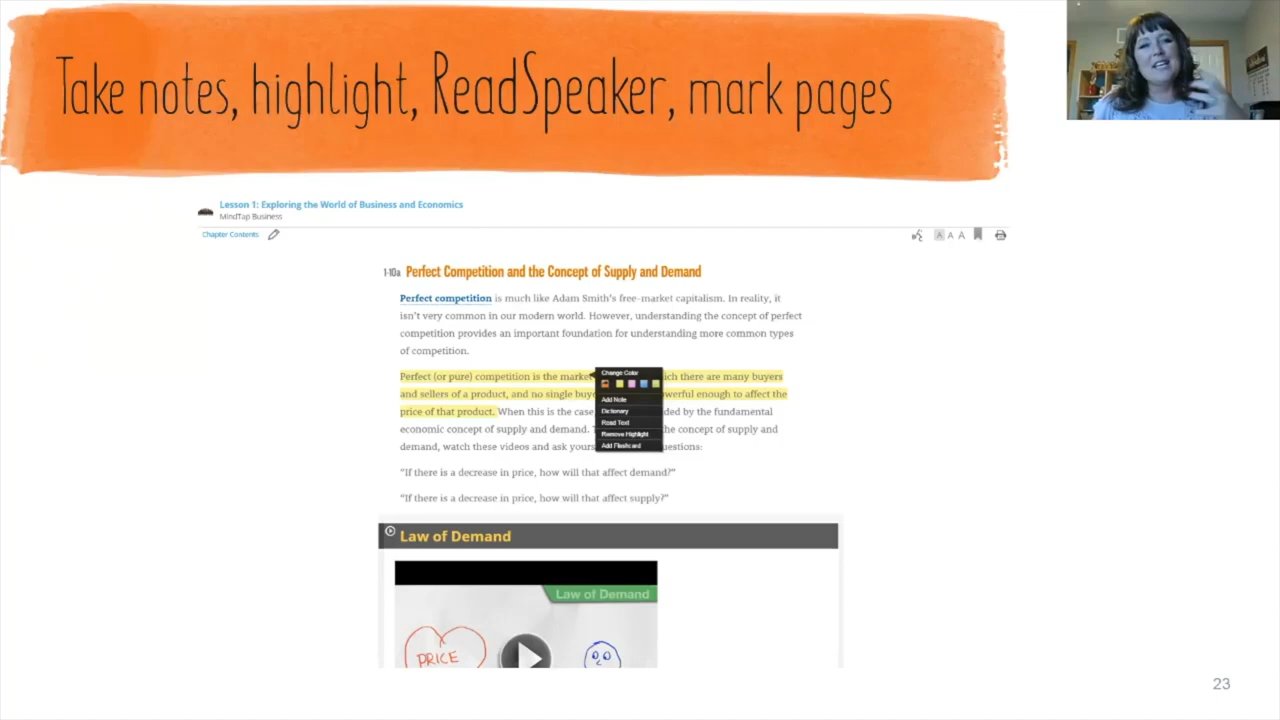 Take notes, highlight, ReadSpeaker, mark pages
Lesson 1: Exploring the World of Business and Economics
MindTap Business
Chapter Contents
A A A
1-10a Perfect Competition and the Concept of Supply and Demand
Perfect competition is much like Adam Smith's free-market capitalism. In reality, it
isn't very common in our modern world. However, understanding the concept of perfect
competition provides an important foundation for understanding more common types
of competition.
Perfect (or pure) competition is the market ich there are many buyers
and sellers of a product, and no single buye werful enough to affect the
price of that product. When this is the case ded by the fundamental
economic concept of supply and demand. T the concept of supply and
demand, watch these videos and ask yours uestions:
Change Color
Add Note
Dictionary
Read Text
Remove Highlight
Add Flashcard
“If there is a decrease in price, how will that affect demand?”
“If there is a decrease in price, how will that affect supply?”
Law of Demand
Law of Demand
PRICE
23